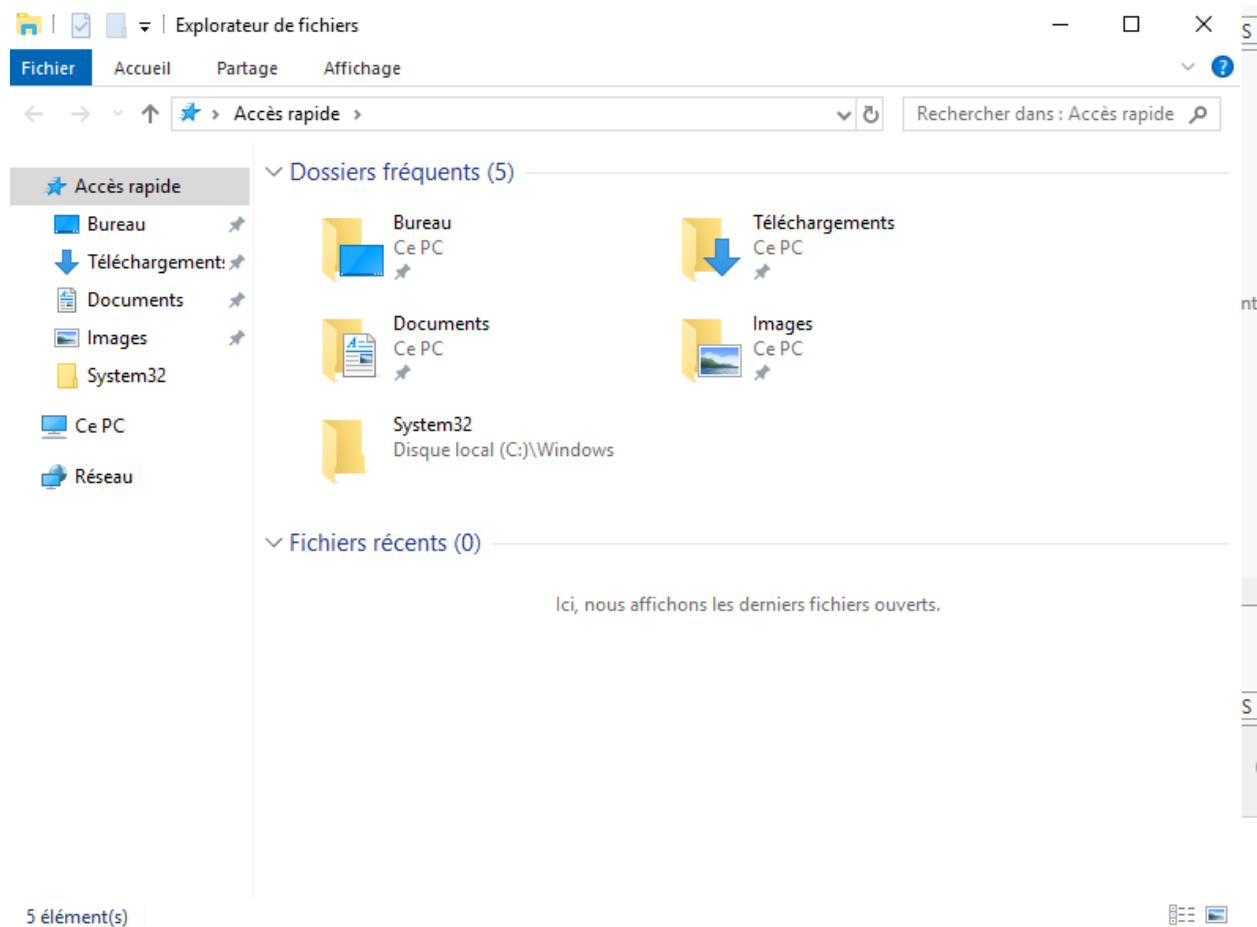 Explorateur de fichiers
S
Fichier Accueil Partage Affichage
?
Accès rapide
Rechercher dans : Accès rapide
Accès rapide
Bureau
Téléchargement
Documents
Images
System32
Ce PC
Réseau
Dossiers fréquents (5)
Bureau
Ce PC
Téléchargements
Ce PC
Documents
Ce PC
Images
Ce PC
System32
Disque local (C:)\Windows
nt
Fichiers récents (0)
Ici, nous affichons les derniers fichiers ouverts.
S
5 élément(s)